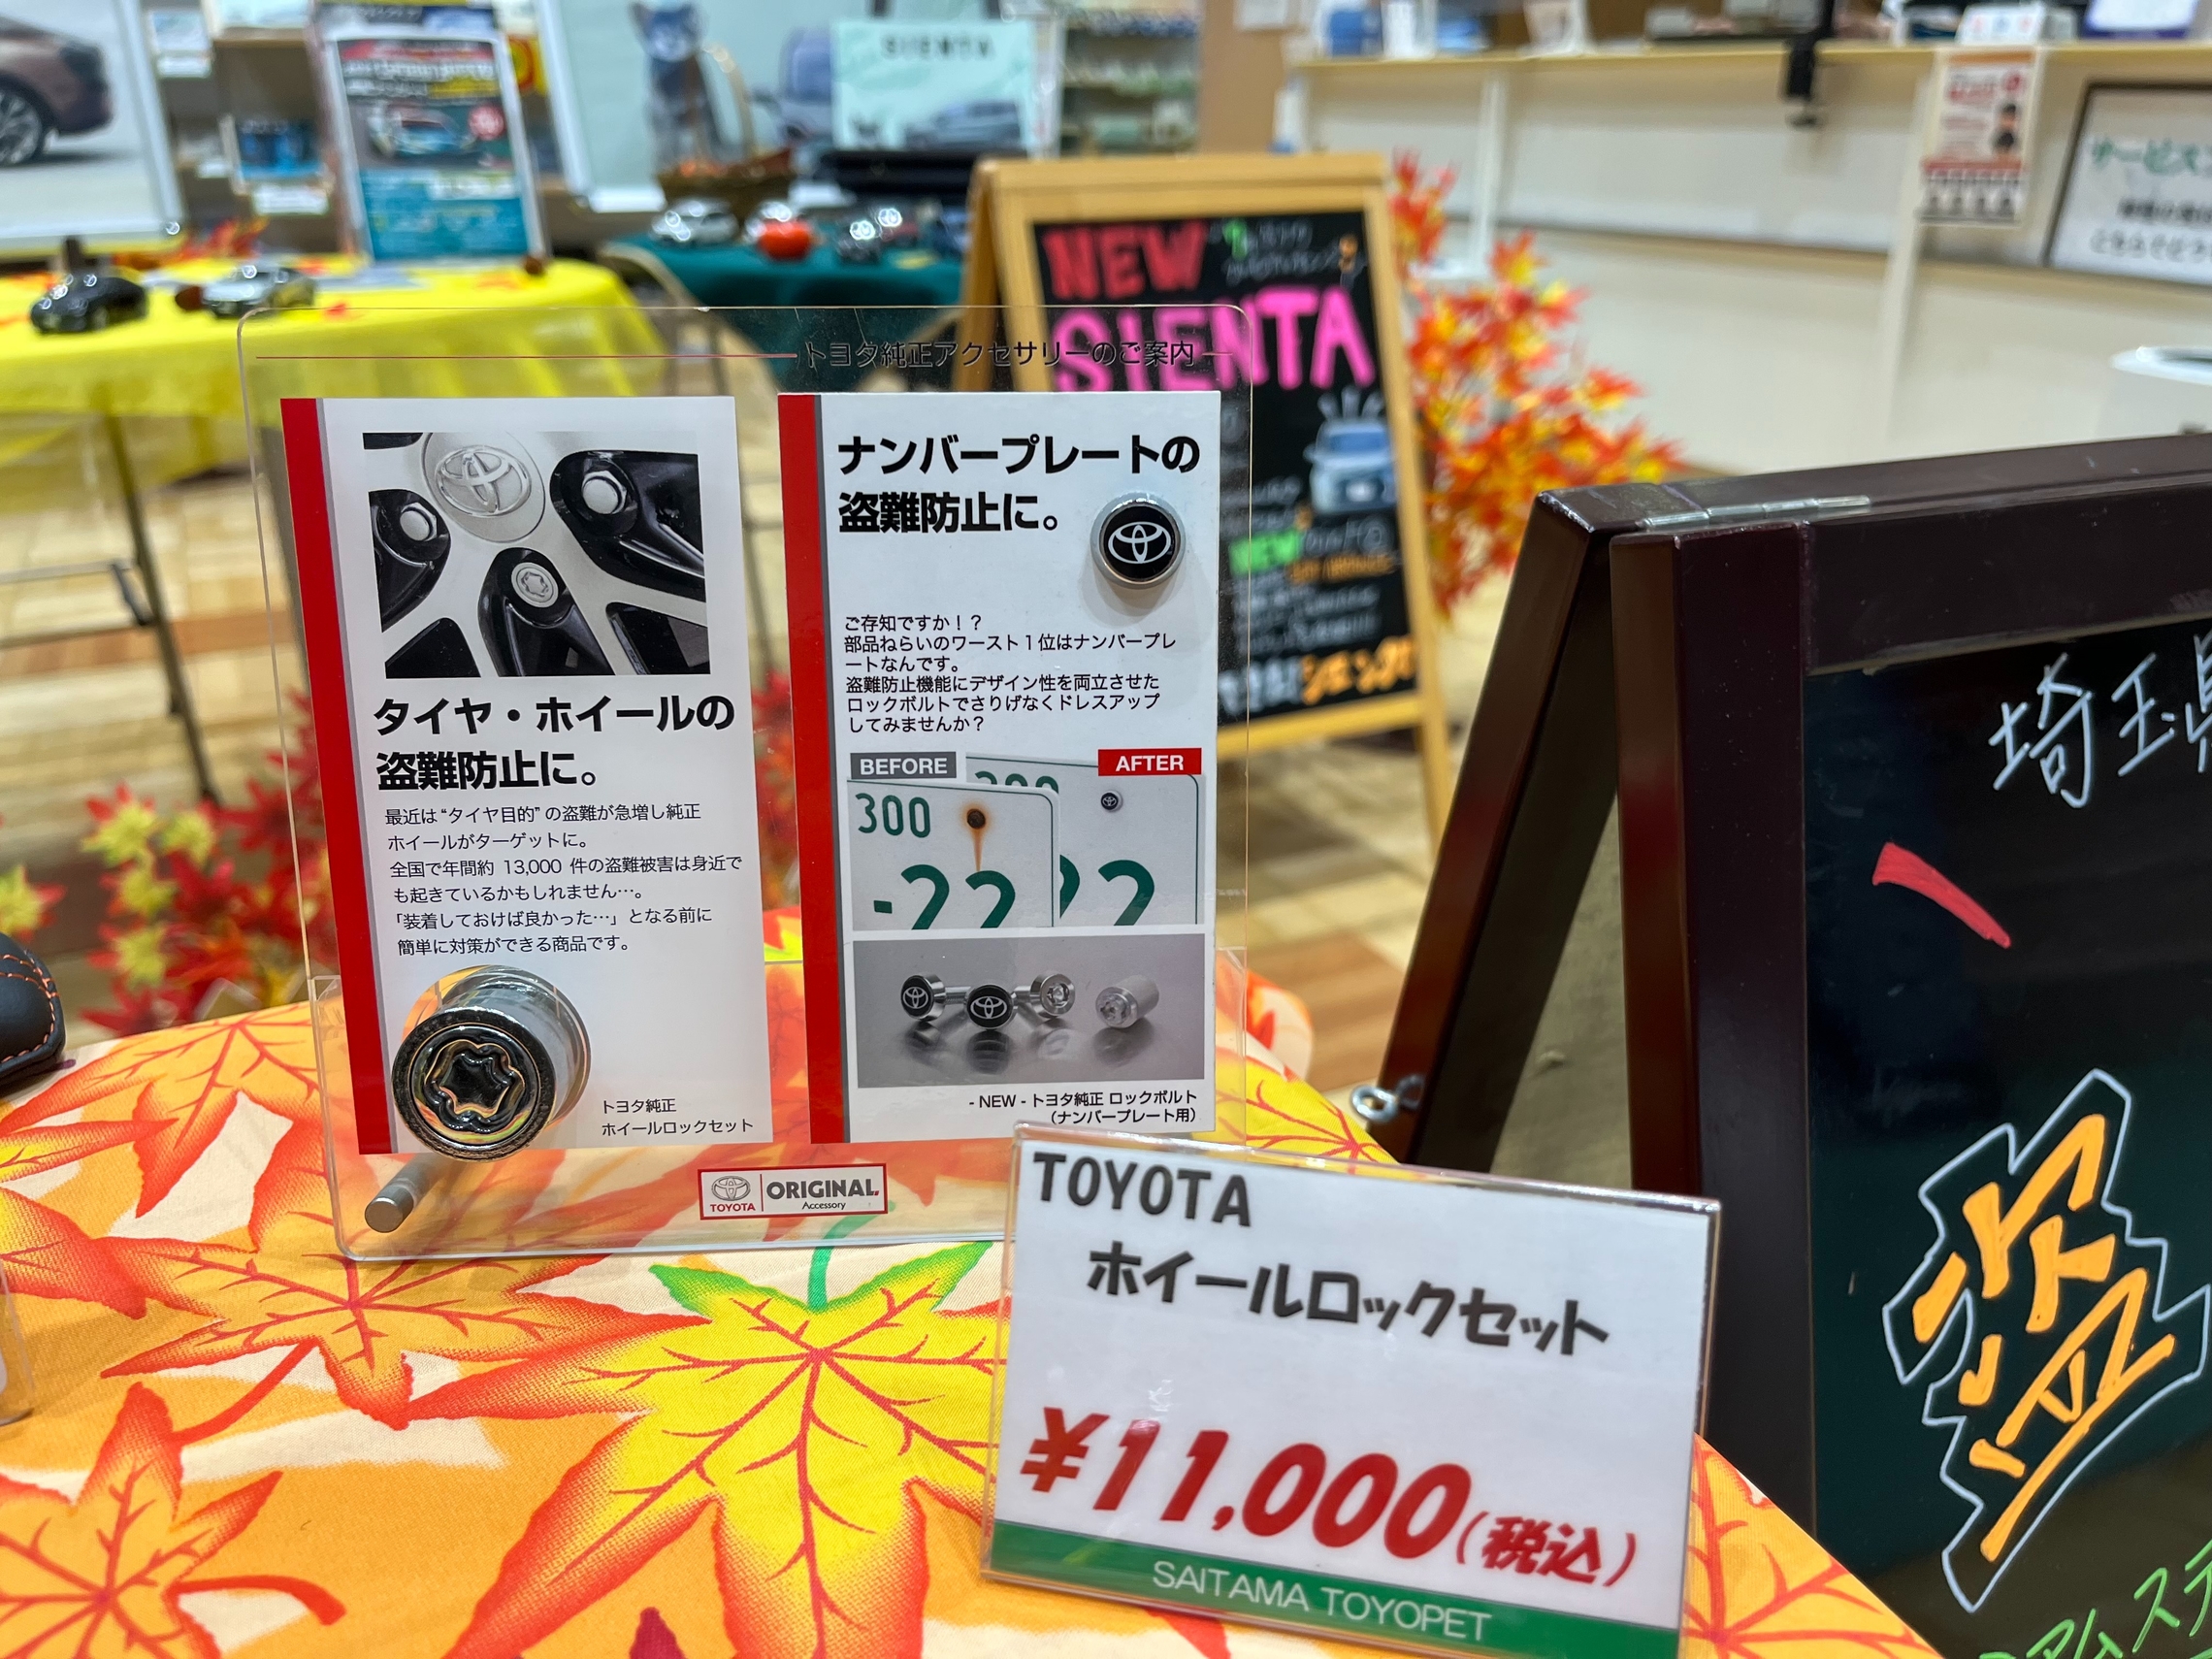 SIENTA
NEW
SIENTA
NEW
サービス
トヨタ純正アクセサリーのご案内
タイヤ・ホイールの
盗難防止に。
最近は“タイヤ目的”の盗難が急増し純正
ホイールがターゲットに。
全国で年間約 13,000 件の盗難被害は身近で
も起きているかもしれません…。
「装着しておけば良かった…」となる前に
簡単に対策ができる商品です。
トヨタ純正
ホイールロックセット
ナンバープレートの
盗難防止に。
ご存知ですか！？
部品ねらいのワースト１位はナンバープレ
ートなんです。
盗難防止機能にデザイン性を両立させた
ロックボルトでさりげなくドレスアップ
してみませんか？
BEFORE
AFTER
300
300
-22
22
- NEW - トヨタ純正 ロックボルト
（ナンバープレート用）
TOYOTA
ORIGINAL
Accessory
TOYOTA
ホイールロックセット
¥11,000(税込)
SAITAMA TOYOPET
埼玉県
盗